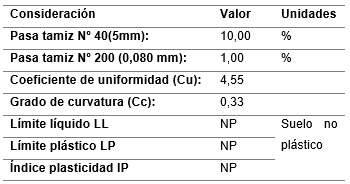 Consideración Valor Unidades
Pasa tamiz Nº 40(5mm): 10,00 %
Pasa tamiz Nº 200 (0,080 mm): 1,00 %
Coeficiente de uniformidad (Cu): 4,55
Grado de curvatura (Cc): 0,33
Límite líquido LL NP Suelo no
Límite plástico LP NP plástico
Índice plasticidad IP NP